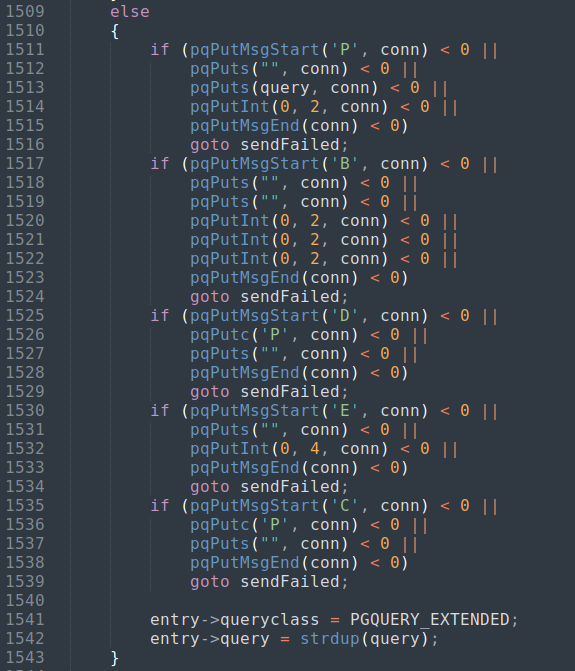 1509 else
1510 {
1511 if (pqPutMsgStart('P', conn) < 0 ||
1512 pqPuts("", conn) < 0 ||
1513 pqPuts(query, conn) < 0 ||
1514 pqPutInt(0, 2, conn) < 0 ||
1515 pqPutMsgEnd(conn) < 0)
1516 goto sendFailed;
1517 if (pqPutMsgStart('B', conn) < 0 ||
1518 pqPuts("", conn) < 0 ||
1519 pqPuts("", conn) < 0 ||
1520 pqPutInt(0, 2, conn) < 0 ||
1521 pqPutInt(0, 2, conn) < 0 ||
1522 pqPutInt(0, 2, conn) < 0 ||
1523 pqPutMsgEnd(conn) < 0)
1524 goto sendFailed;
1525 if (pqPutMsgStart('D', conn) < 0 ||
1526 pqPutc('P', conn) < 0 ||
1527 pqPuts("", conn) < 0 ||
1528 pqPutMsgEnd(conn) < 0)
1529 goto sendFailed;
1530 if (pqPutMsgStart('E', conn) < 0 ||
1531 pqPuts("", conn) < 0 ||
1532 pqPutInt(0, 4, conn) < 0 ||
1533 pqPutMsgEnd(conn) < 0)
1534 goto sendFailed;
1535 if (pqPutMsgStart('C', conn) < 0 ||
1536 pqPutc('P', conn) < 0 ||
1537 pqPuts("", conn) < 0 ||
1538 pqPutMsgEnd(conn) < 0)
1539 goto sendFailed;
1540
1541 entry->queryclass = PGQUERY_EXTENDED;
1542 entry->query = strdup(query);
1543 }